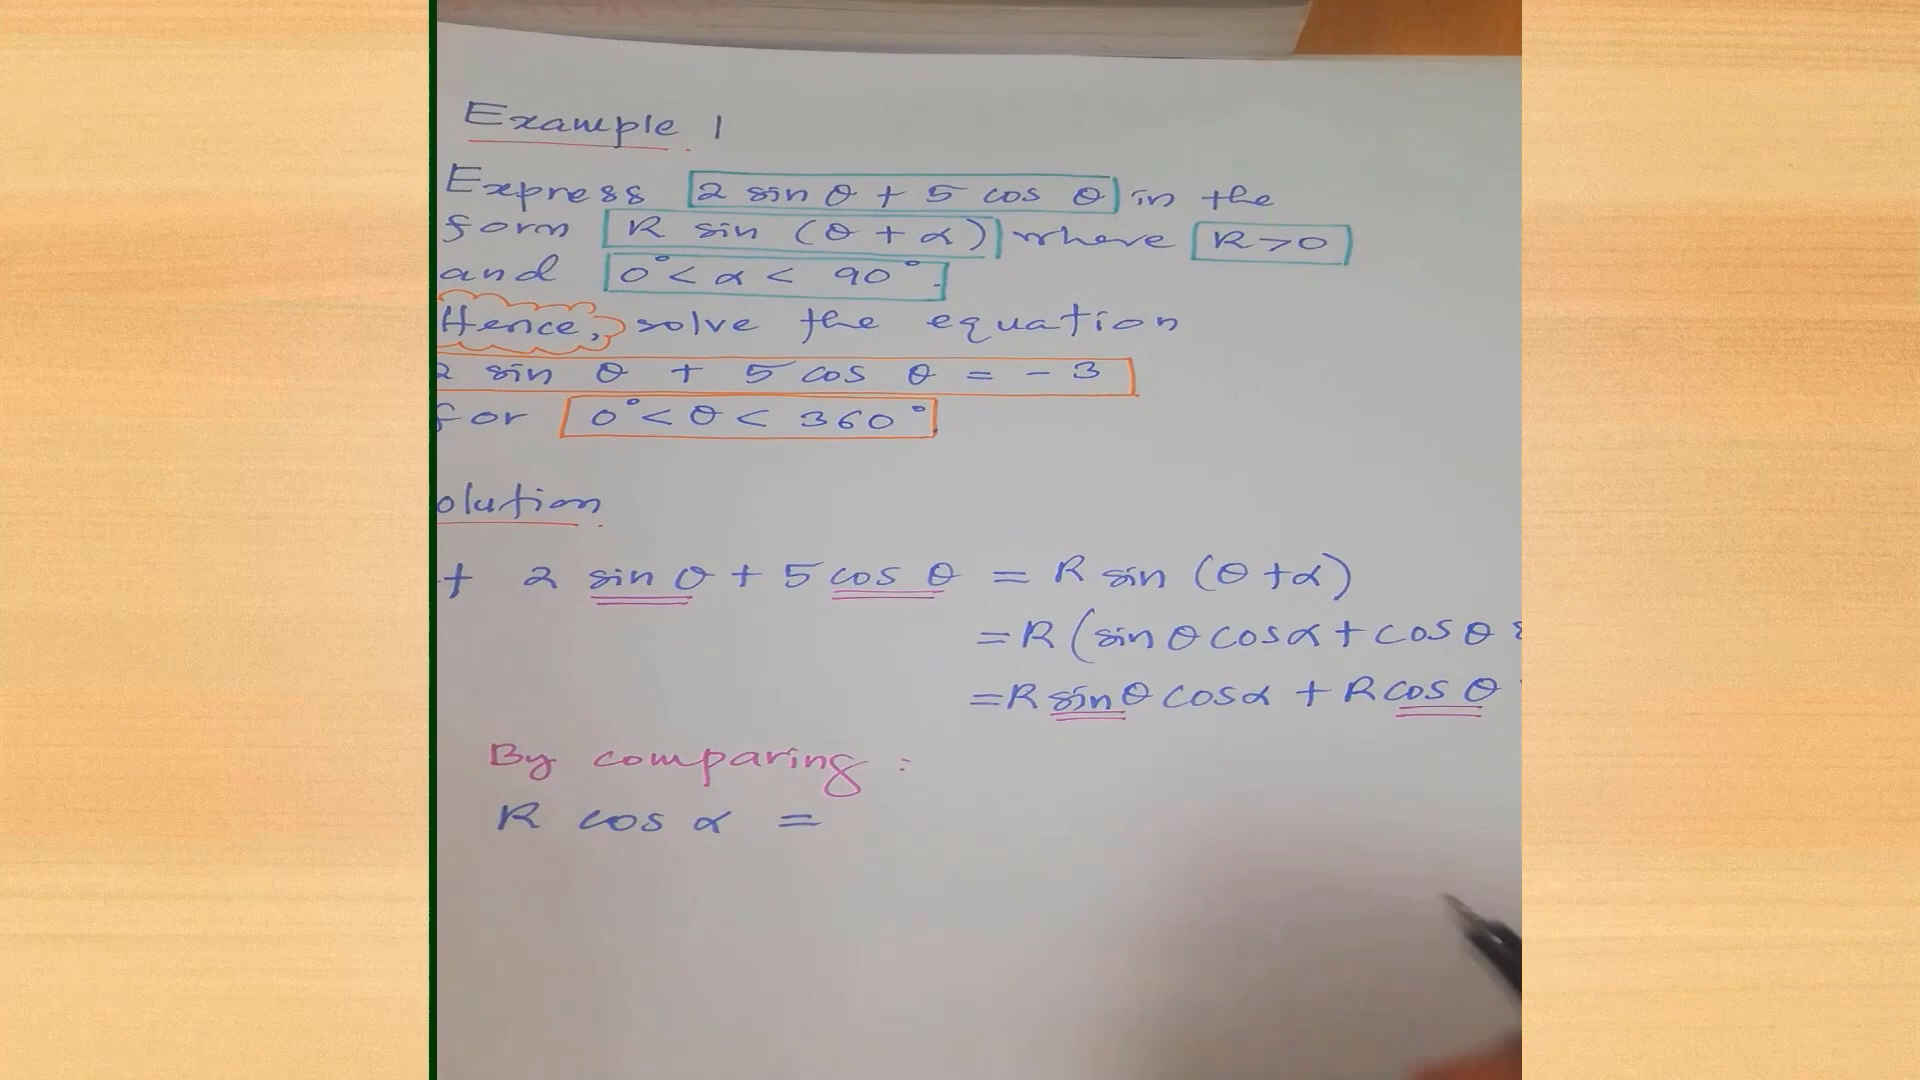 Example 1
Express 2 sin θ + 5 cos θ in the
form R sin (θ + α) where R > 0
and 0° < α < 90°.
Hence, solve the equation
2 sin θ + 5 cos θ = - 3
for 0° < θ < 360°
olution
t 2 sin θ + 5 cos θ = R sin (θ + α)
= R (sin θ cos α + cos θ
= R sin θ cos α + R cos θ
By comparing :
R cos α =